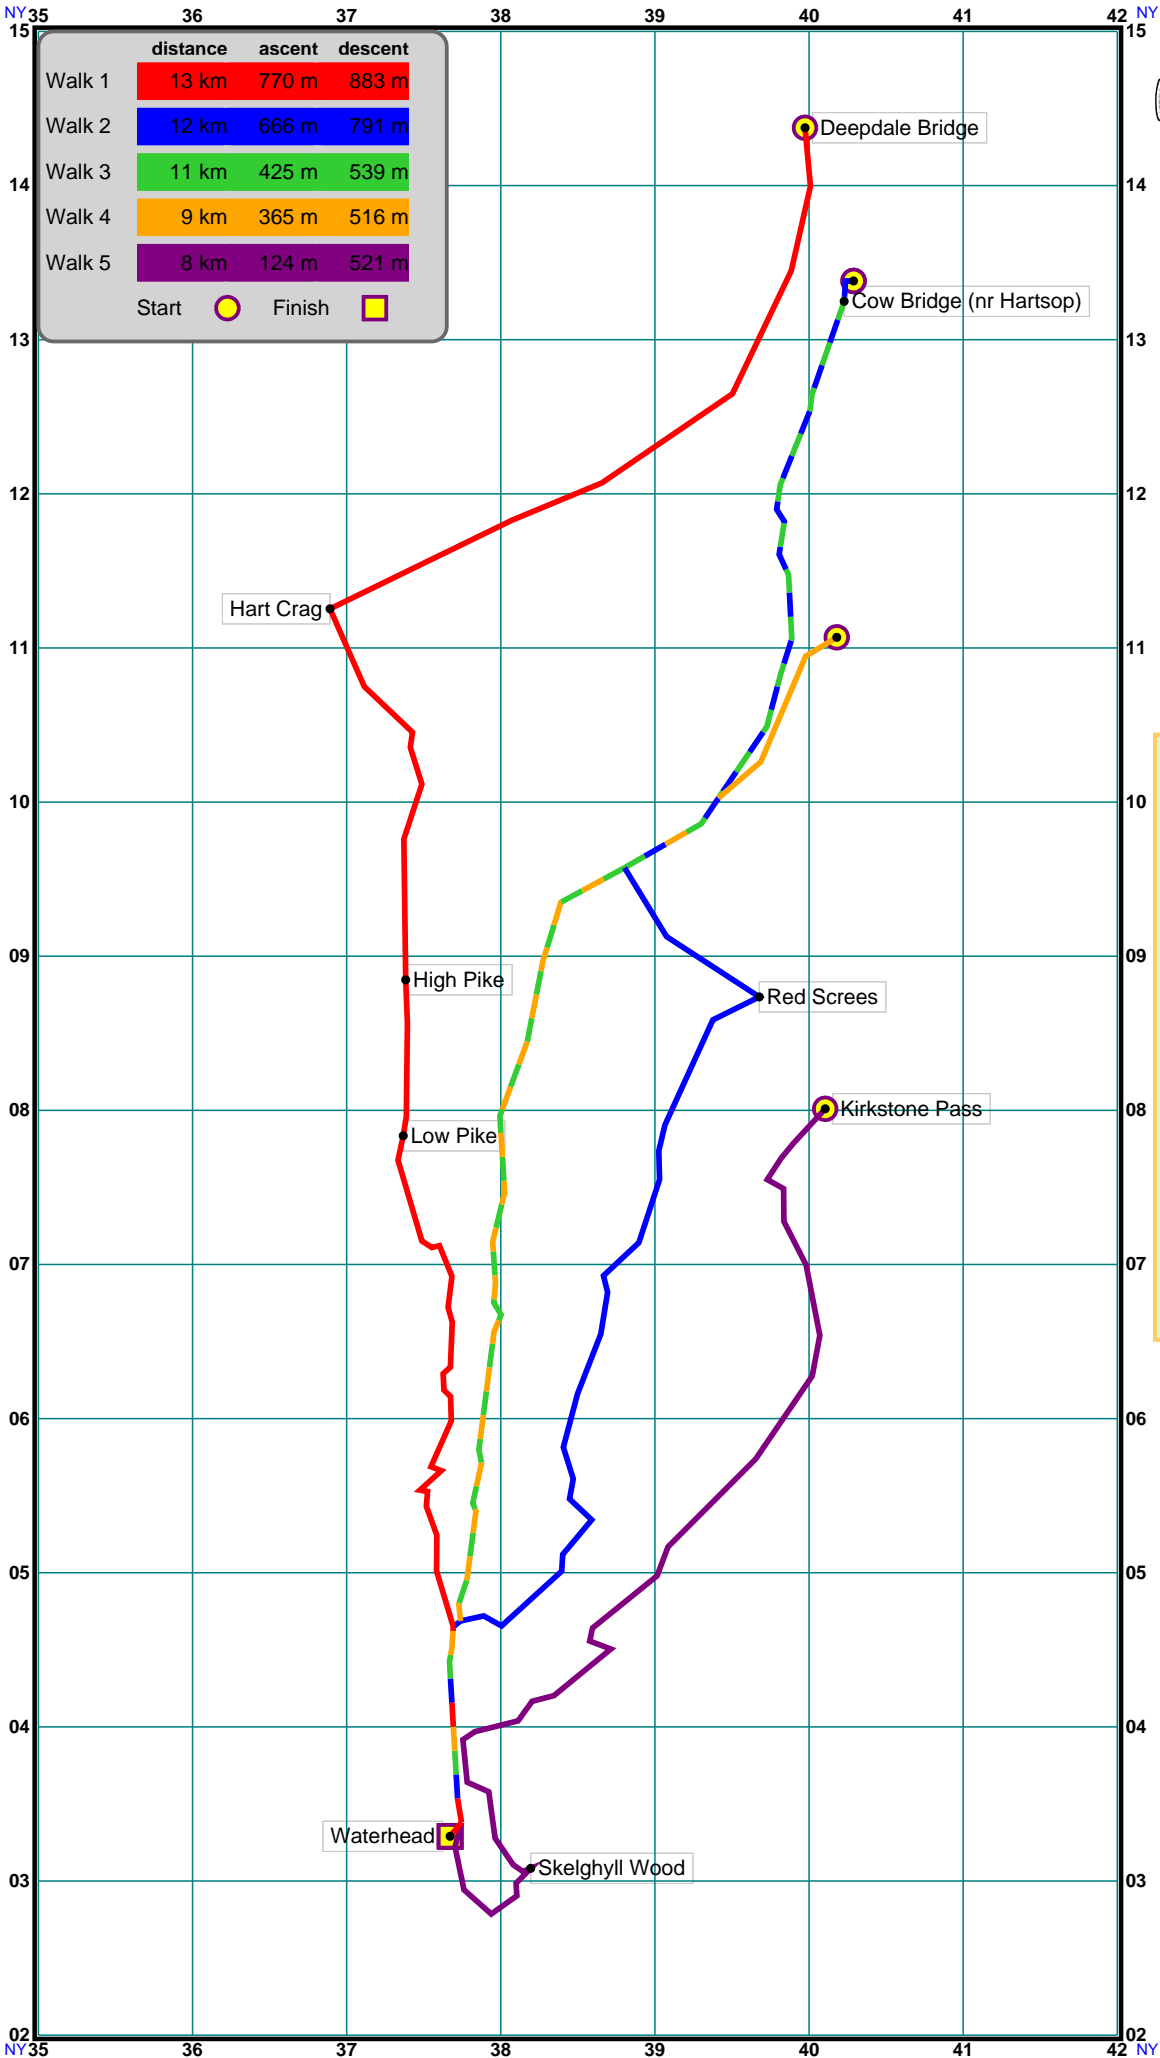 NY 35 36 37 38 39 40 41 42 NY
15 15
distance ascent descent
Walk 1 13 km 770 m 883 m
Walk 2 12 km 666 m 791 m
Walk 3 11 km 425 m 539 m
Walk 4 9 km 365 m 516 m
Walk 5 8 km 124 m 521 m
Start Finish
Deepdale Bridge
14 14
Cow Bridge (nr Hartsop)
13 13
12 12
Hart Crag
11 11
10 10
09 09
High Pike
Red Screes
08 08
Kirkstone Pass
Low Pike
07 07
06 06
05 05
04 04
Waterhead
Skelghyll Wood
03 03
02 02
NY 35 36 37 38 39 40 41 42 NY